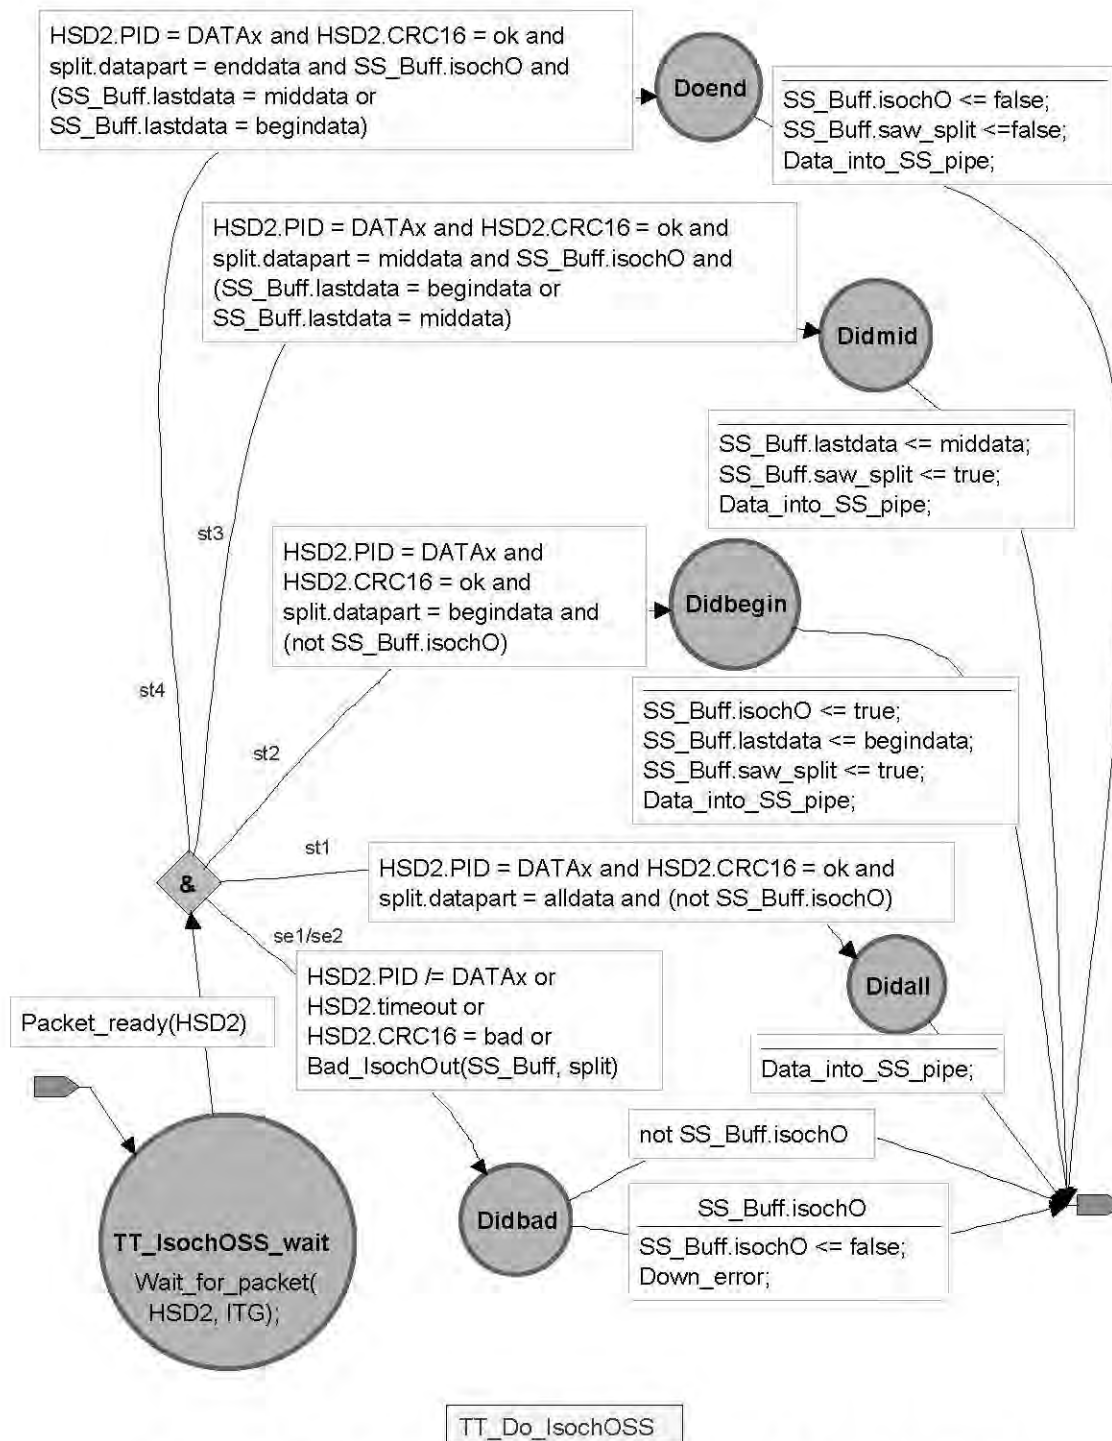 HSD2.PID = DATAx and HSD2.CRC16 = ok and
split.datapart = enddata and SS_Buff.isochO and
(SS_Buff.lastdata = middata or
SS_Buff.lastdata = begindata)
Doend
SS_Buff.isochO <= false;
SS_Buff.saw_split <=false;
Data_into_SS_pipe;
HSD2.PID = DATAx and HSD2.CRC16 = ok and
split.datapart = middata and SS_Buff.isochO and
(SS_Buff.lastdata = begindata or
SS_Buff.lastdata = middata)
Didmid
SS_Buff.lastdata <= middata;
SS_Buff.saw_split <= true;
Data_into_SS_pipe;
st3
HSD2.PID = DATAx and
HSD2.CRC16 = ok and
split.datapart = begindata and
(not SS_Buff.isochO)
Didbegin
st4
SS_Buff.isochO <= true;
SS_Buff.lastdata <= begindata;
SS_Buff.saw_split <= true;
Data_into_SS_pipe;
st2
st1
&
HSD2.PID = DATAx and HSD2.CRC16 = ok and
split.datapart = alldata and (not SS_Buff.isochO)
se1/se2
HSD2.PID /= DATAx or
HSD2.timeout or
HSD2.CRC16 = bad or
Bad_IsochOut(SS_Buff, split)
Didall
Packet_ready(HSD2)
Data_into_SS_pipe;
not SS_Buff.isochO
Didbad
SS_Buff.isochO
SS_Buff.isochO <= false;
Down_error;
TT_IsochOSS_wait
Wait_for_packet(
HSD2, ITG);
TT_Do_IsochOSS